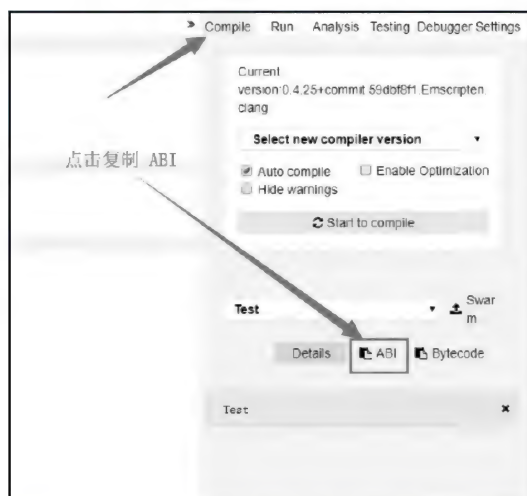 » Compile Run Analysis Testing Debugger Settings
Current
version:0.4.25+commit.59dbf8f1.Emscripten.
clang
Select new compiler version
Auto compile Enable Optimization
Hide warnings
Start to compile
点击复制 ABI
Test Swar
m
Details ABI Bytecode
Test ×